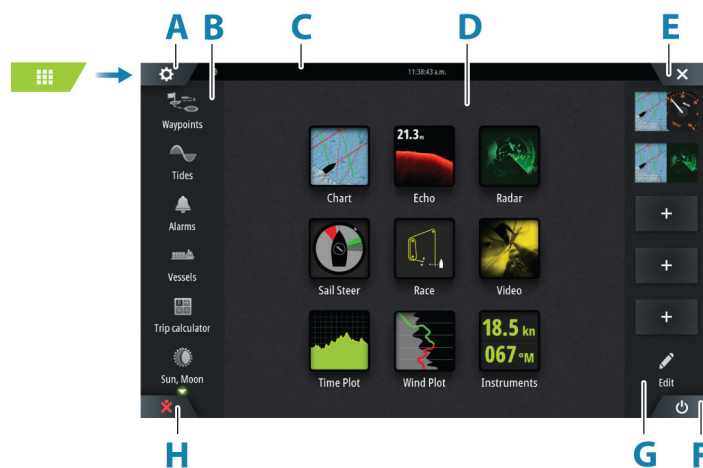 A
B
C
D
E
11:38:43 a.m.
Waypoints
Tides
Alarms
Vessels
Trip calculator
Sun, Moon
21.3m
Chart
Echo
Radar
Sail Steer
Race
Video
18.5 kn
067 °M
Time Plot
Wind Plot
Instruments
+
+
+
Edit
H
G
F